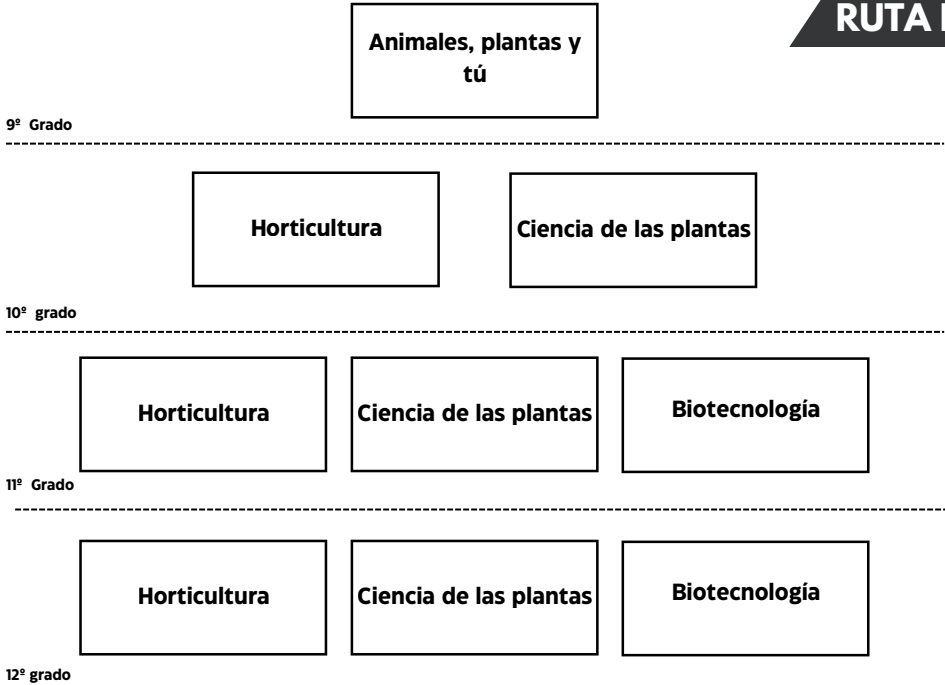 RUTA
Animales, plantas y
tú
9º Grado
Horticultura
Ciencia de las plantas
10º grado
Horticultura
Ciencia de las plantas
Biotecnología
11º Grado
Horticultura
Ciencia de las plantas
Biotecnología
12º grado